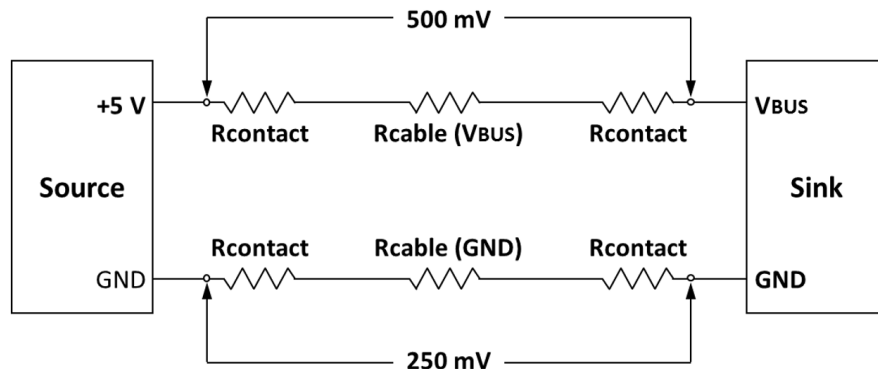 500 mV
+5 V
VBUS
Rcontact Rcable (VBUS) Rcontact
Source
Sink
Rcontact Rcable (GND) Rcontact
GND
GND
250 mV